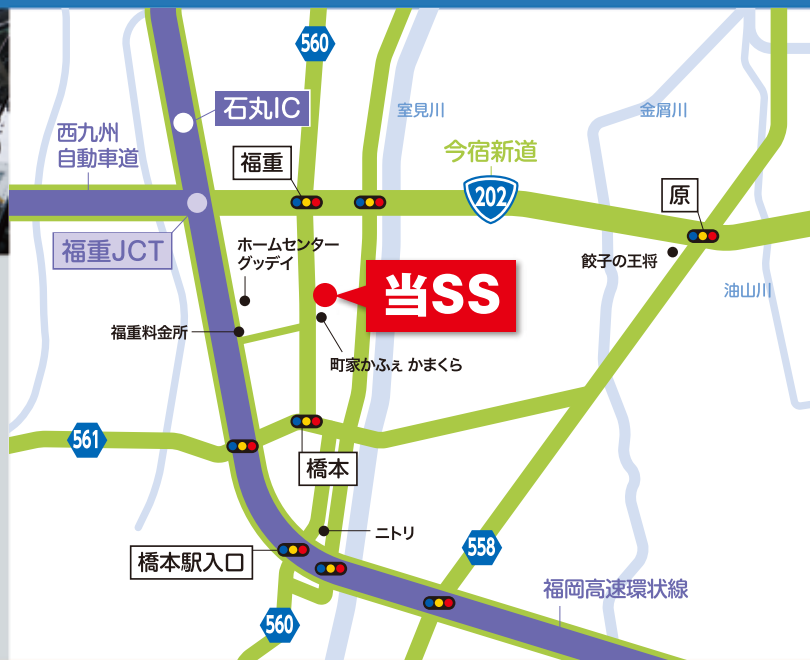 560
石丸IC
室見川
金屑川
西九州
自動車道
今宿新道
福重
202
原
福重JCT
ホームセンター
グッデイ
餃子の王将
当SS
油山川
福重料金所
町家かふぇ かまくら
561
橋本
ニトリ
558
橋本駅入口
福岡高速環状線
560